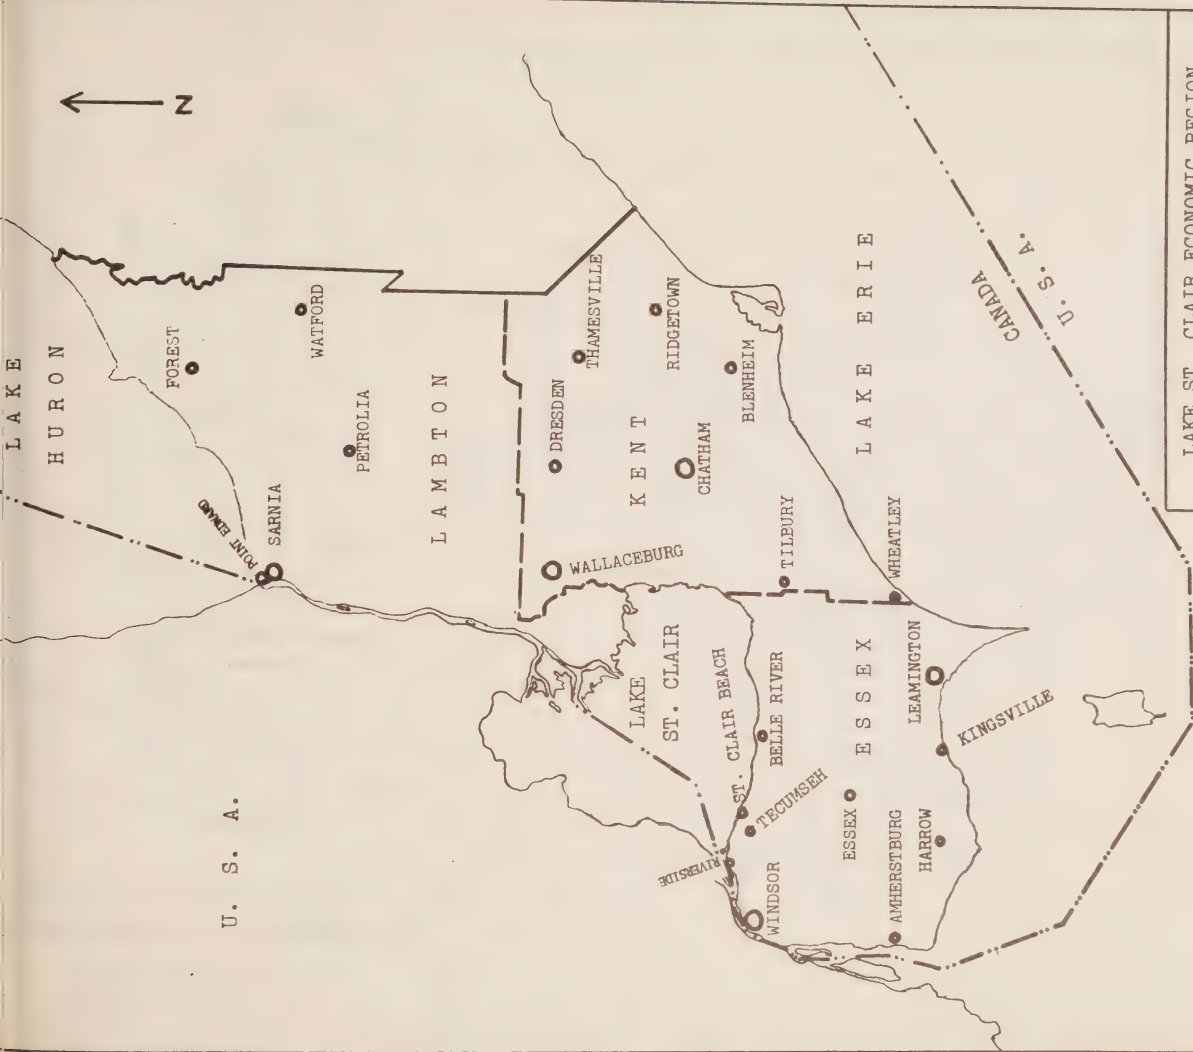 N
LAKE
HURON
FOREST
WATFORD
POINT EDWARD
SARNIA
PETROLIA
LAMBTON
U. S. A.
THAMESVILLE
DRESDEN
RIDGETOWN
KENT
CHATHAM
BLENHEIM
WALLACEBURG
TILBURY
WHEATLEY
LAKE ERIE
CANADA
U. S. A.
LAKE
ST. CLAIR
ST. CLAIR BEACH
BELLE RIVER
TECUMSEH
RIVERSIDE
WINDSOR
ESSEX
ESSEX
LEAMINGTON
KINGSVILLE
AMHERSTBURG
HARROW
LAKE ST. CLAIR ECONOMIC REGION